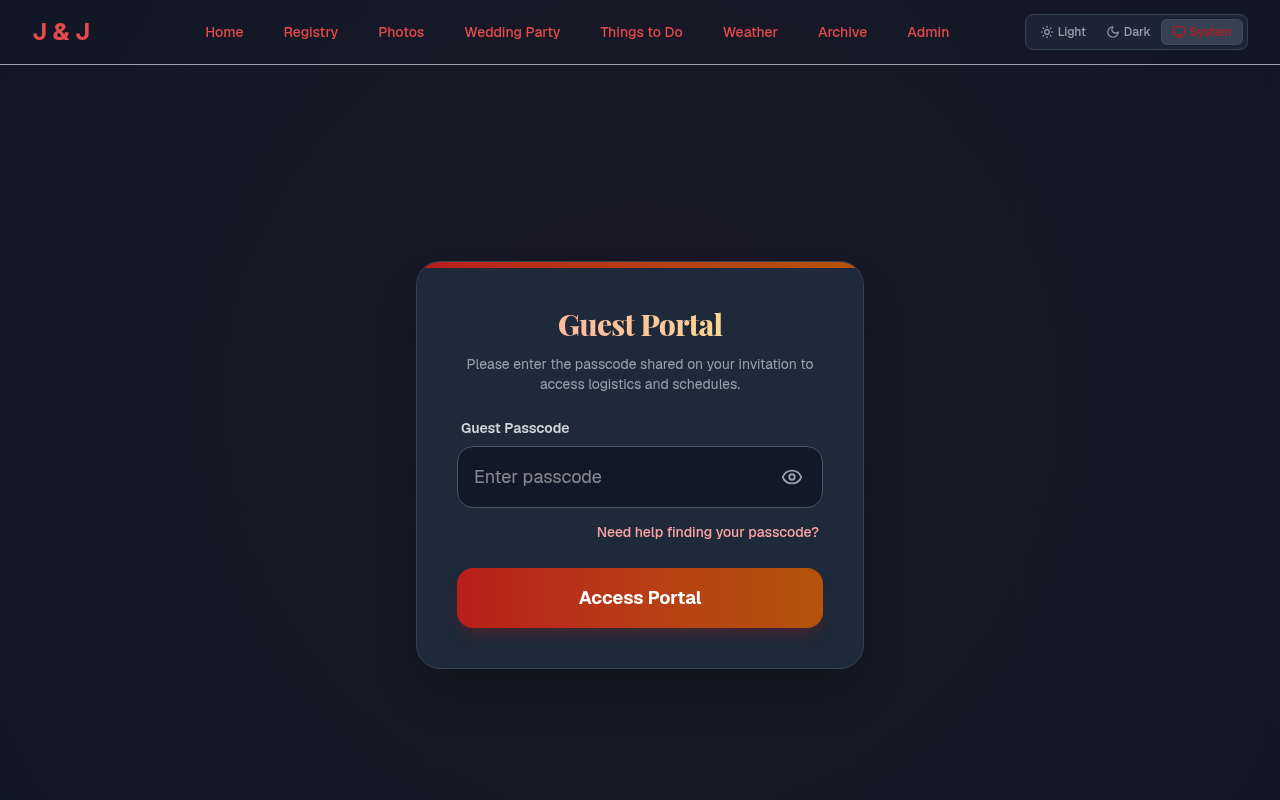 J & J
Home Registry Photos Wedding Party Things to Do Weather Archive Admin
Light Dark System
Guest Portal
Please enter the passcode shared on your invitation to
access logistics and schedules.
Guest Passcode
Enter passcode
Need help finding your passcode?
Access Portal